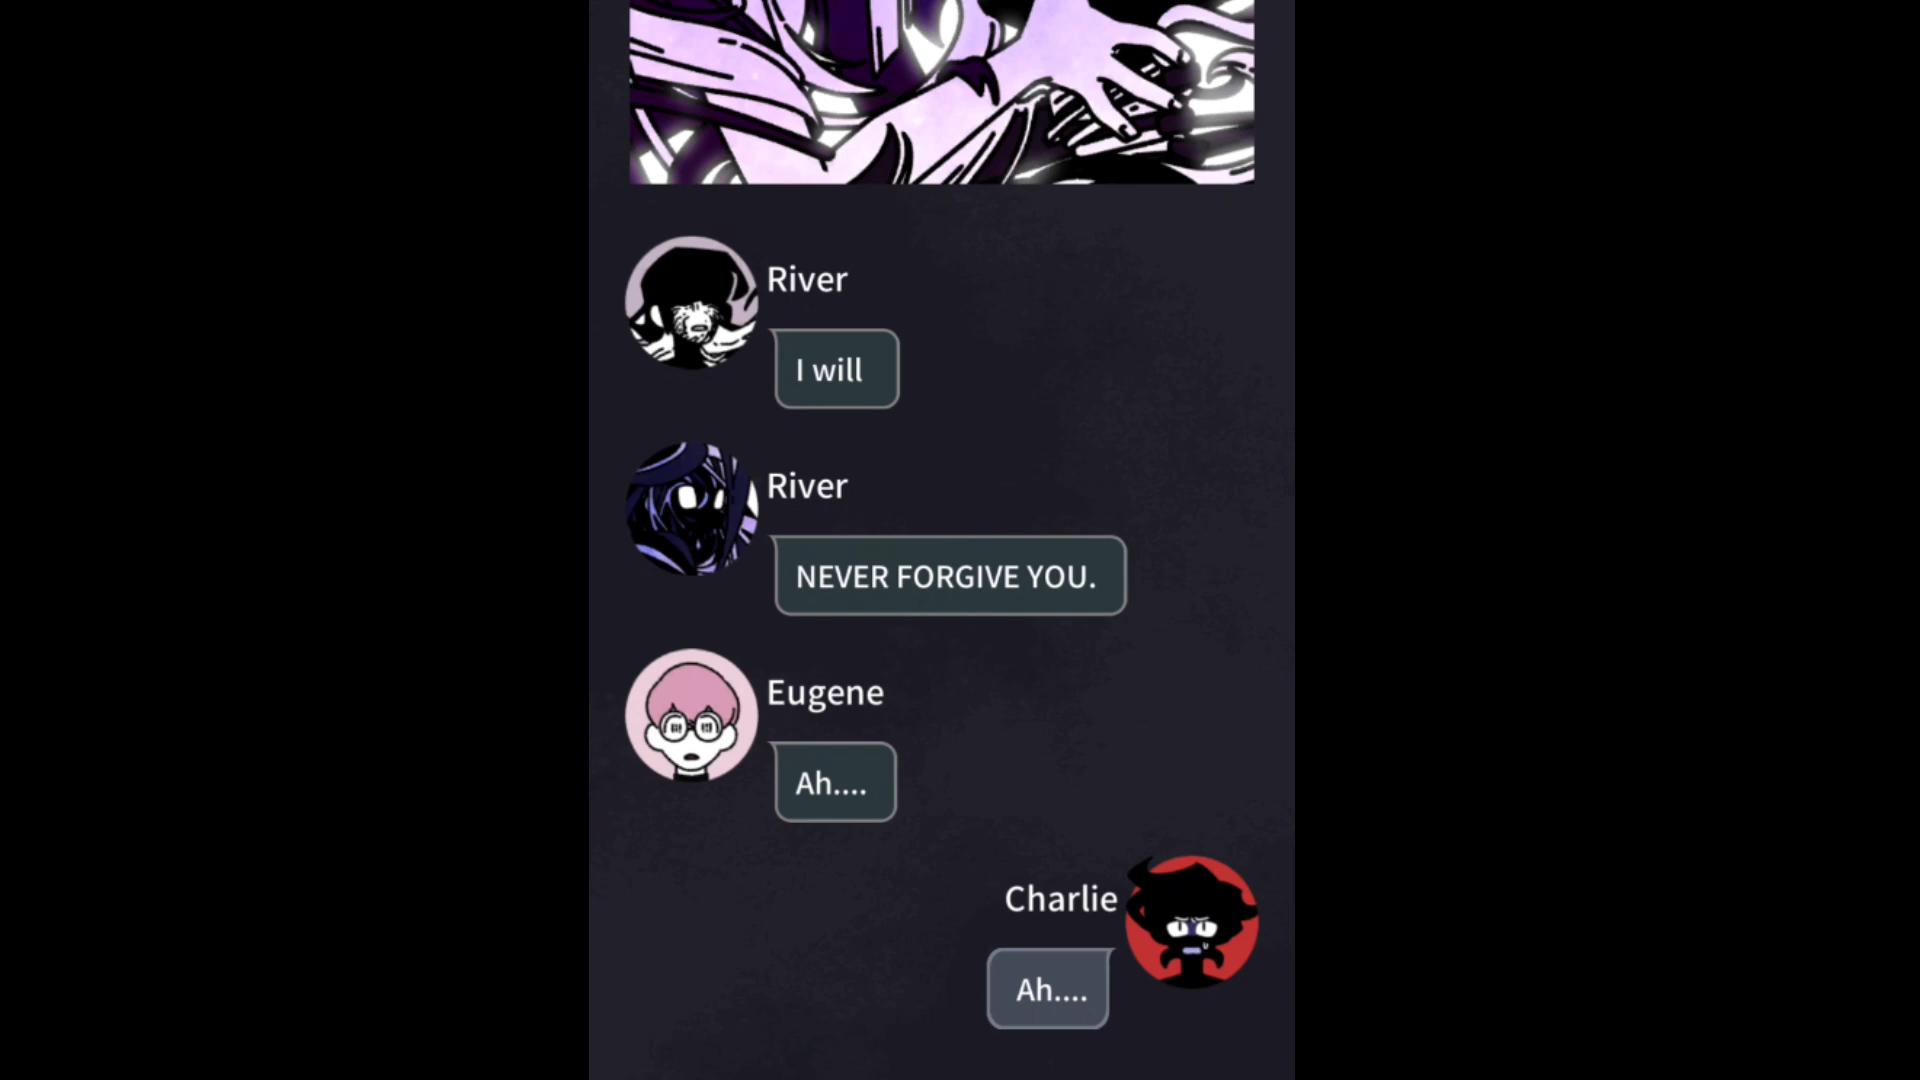 River
I will
River
NEVER FORGIVE YOU.
Eugene
Ah....
Charlie
Ah....